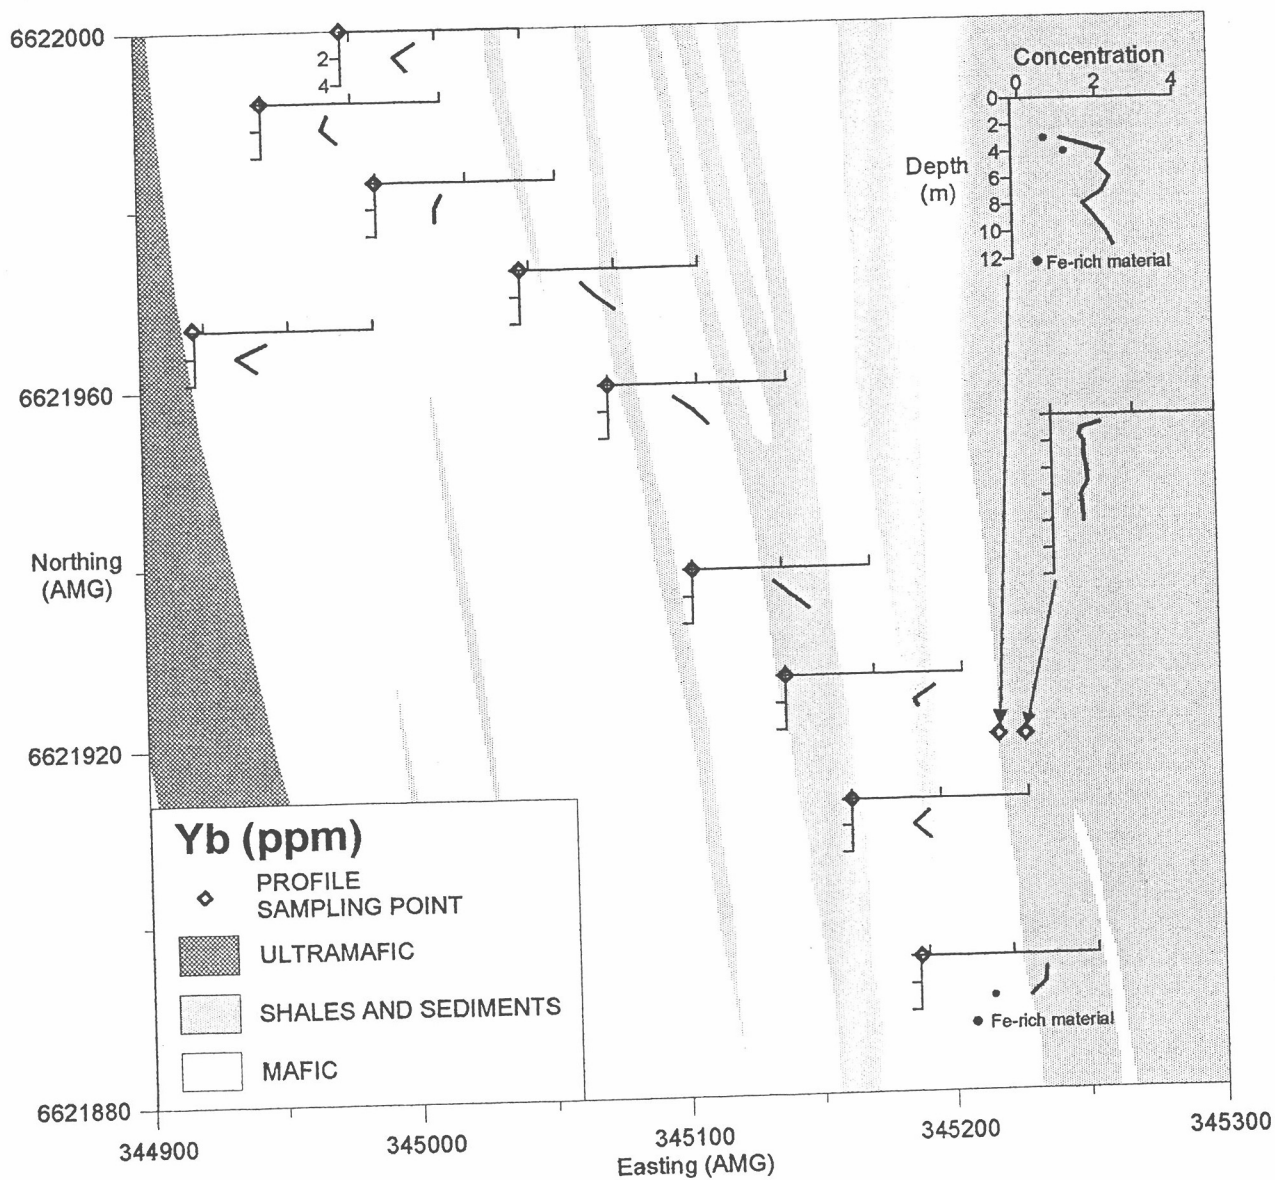 6622000
2
4
Concentration
0 2 4
0
2
4
Depth
(m)
6
8
10
12
Fe-rich material
6621960
Northing
(AMG)
6621920
Yb (ppm)
PROFILE
SAMPLING POINT
ULTRAMAFIC
SHALES AND SEDIMENTS
MAFIC
Fe-rich material
6621880
344900 345000 345100 345200 345300
Easting (AMG)